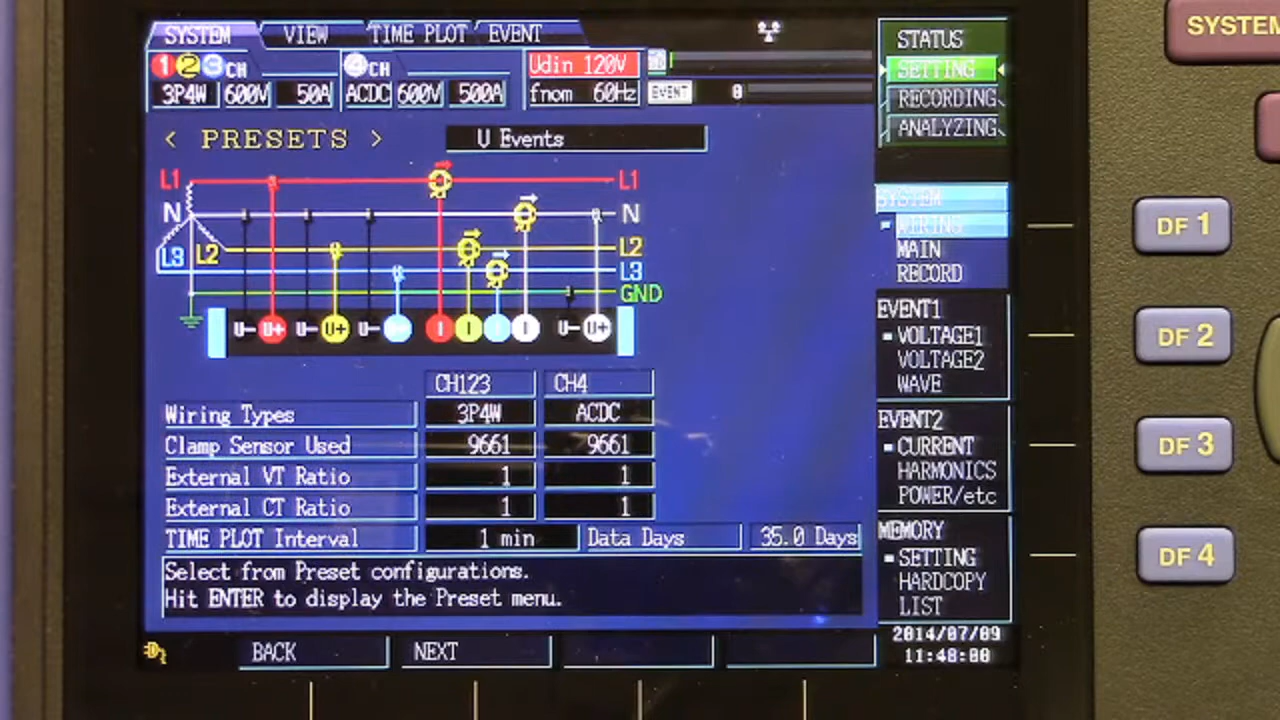 SYSTEM VIEW TIME PLOT EVENT
1 2 3 CH 4 CH Udin 120V
3P4W 600V 50A ACDC 600V 500A fnom 60Hz EVENT 0
< PRESETS > U Events
L1 L1
N N
L3 L2 L2
L3
GND
U- U+ U- U+ U- U+ I I I I U- U+
CH123 CH4
Wiring Types 3P4W ACDC
Clamp Sensor Used 9661 9661
External VT Ratio 1 1
External CT Ratio 1 1
TIME PLOT Interval 1 min Data Days 35.0 Days
Select from Preset configurations.
Hit ENTER to display the Preset menu.
BACK NEXT
STATUS
SETTING
RECORDING
ANALYZING
SYSTEM
WIRING
MAIN
RECORD
EVENT1
VOLTAGE1
VOLTAGE2
WAVE
EVENT2
CURRENT
HARMONICS
POWER/etc
MEMORY
SETTING
HARDCOPY
LIST
2014/07/09
11:48:08
SYSTEM
DF 1
DF 2
DF 3
DF 4